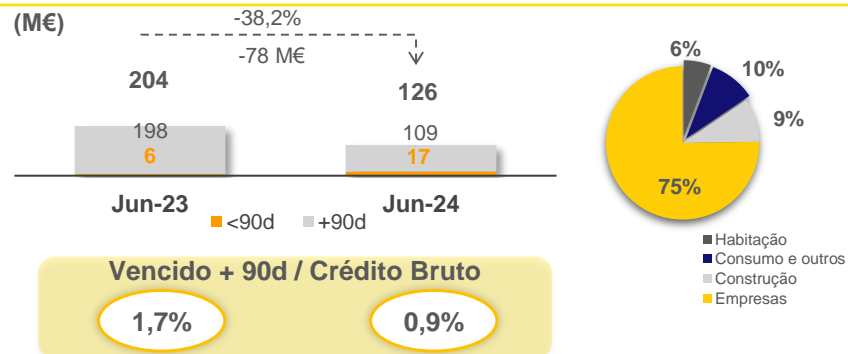 (M€)
-38,2%
-78 M€
204
126
198
6
109
17
Jun-23
Jun-24
<90d
+90d
6%
10%
9%
75%
Habitação
Consumo e outros
Construção
Empresas
Vencido + 90d / Crédito Bruto
1,7%
0,9%